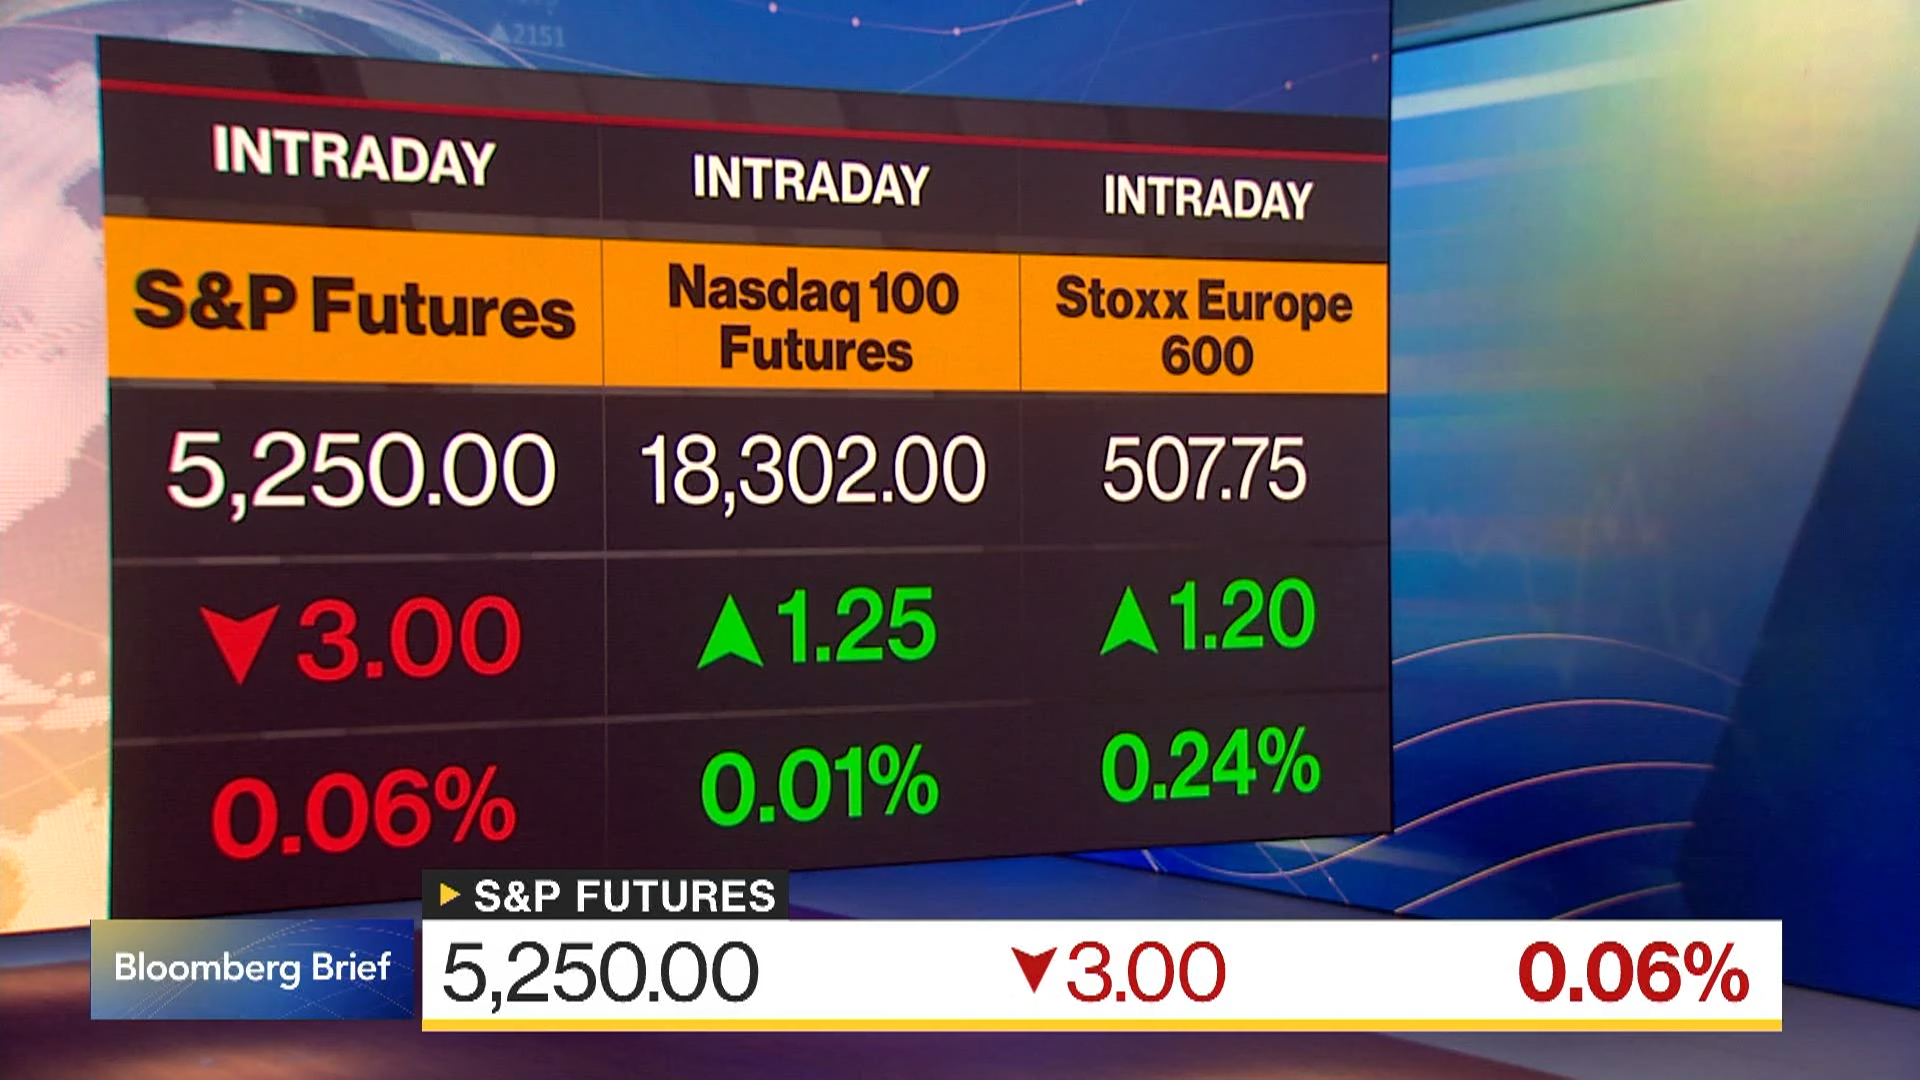 ▲2151
INTRADAY
INTRADAY
INTRADAY
S&P Futures
Nasdaq 100
Futures
Stoxx Europe
600
5,250.00
18,302.00
507.75
▼3.00
▲1.25
▲1.20
0.06%
0.01%
0.24%
S&P FUTURES
Bloomberg Brief
5,250.00 ▼3.00 0.06%